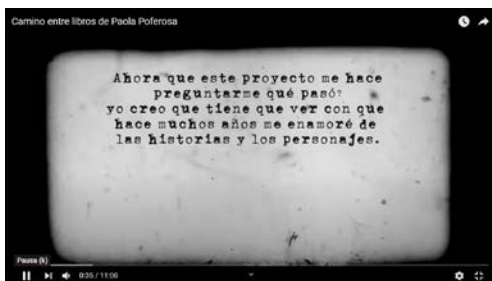 Camino entre libros de Paola Poferosa
Ahora que este proyecto me hace
preguntarme qué pasó?
yo creo que tiene que ver con que
hace muchos años me enamoré de
las historias y los personajes.
Pausa (k)
0:35 / 11:00